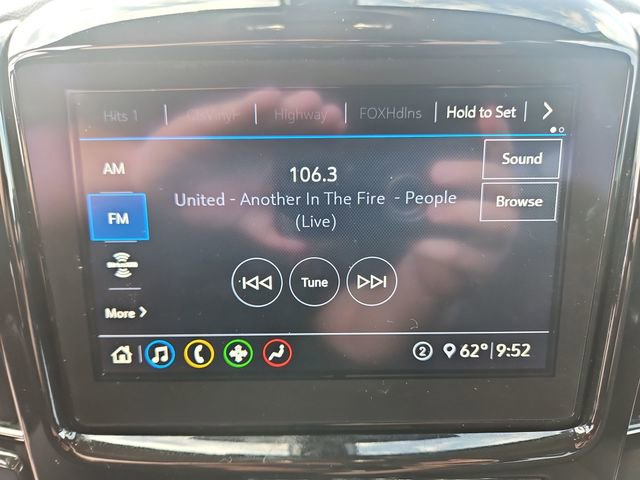 Hits 1 ClsVinyl Highway FOXHdlns Hold to Set >
AM
106.3
Sound
United - Another In The Fire - People
Browse
FM
(Live)
Tune
More >
2 62° 9:52